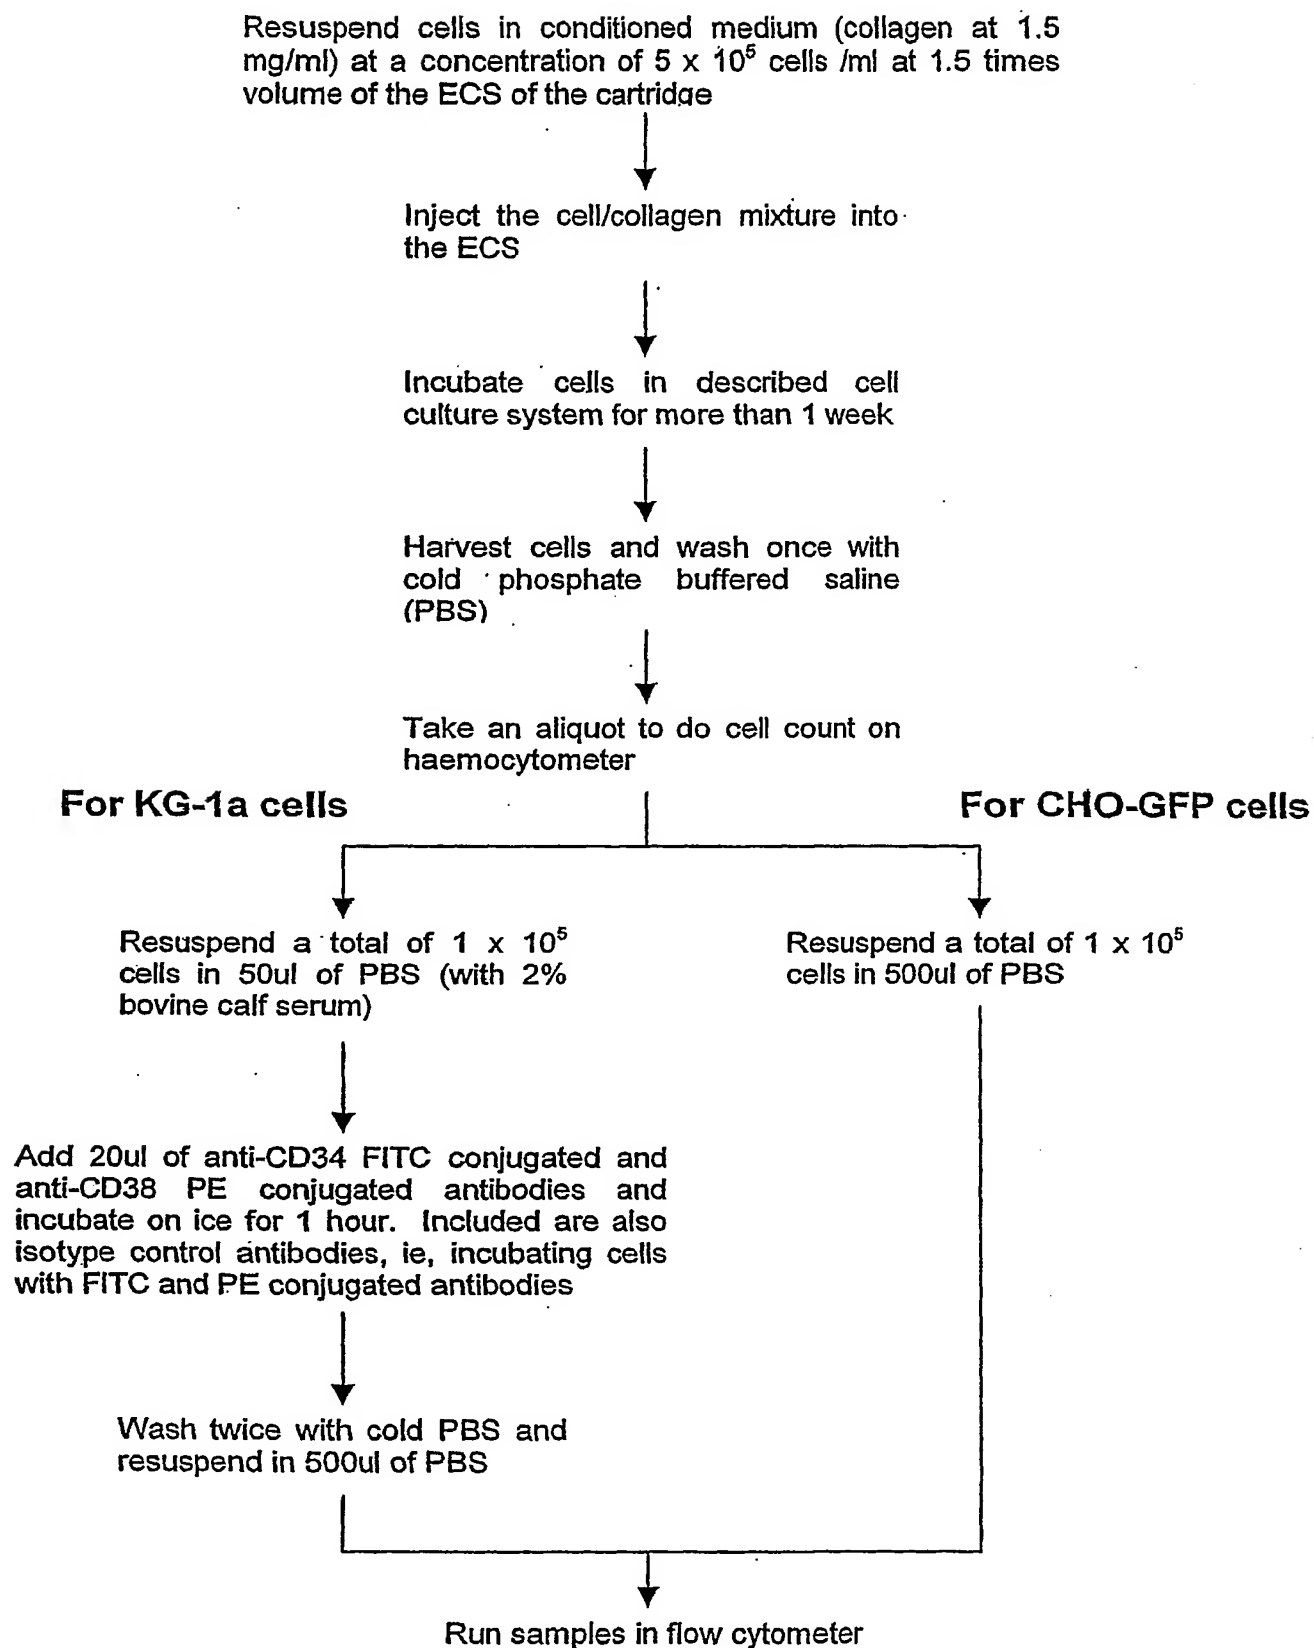 Resuspend cells in conditioned medium (collagen at 1.5
mg/ml) at a concentration of 5 x 10⁵ cells /ml at 1.5 times
volume of the ECS of the cartridge
Inject the cell/collagen mixture into
the ECS
Incubate cells in described cell
culture system for more than 1 week
Harvest cells and wash once with
cold phosphate buffered saline
(PBS)
Take an aliquot to do cell count on
haemocytometer
For KG-1a cells
For CHO-GFP cells
Resuspend a total of 1 x 10⁵
cells in 50ul of PBS (with 2%
bovine calf serum)
Resuspend a total of 1 x 10⁵
cells in 500ul of PBS
Add 20ul of anti-CD34 FITC conjugated and
anti-CD38 PE conjugated antibodies and
incubate on ice for 1 hour. Included are also
isotype control antibodies, ie, incubating cells
with FITC and PE conjugated antibodies
Wash twice with cold PBS and
resuspend in 500ul of PBS
Run samples in flow cytometer